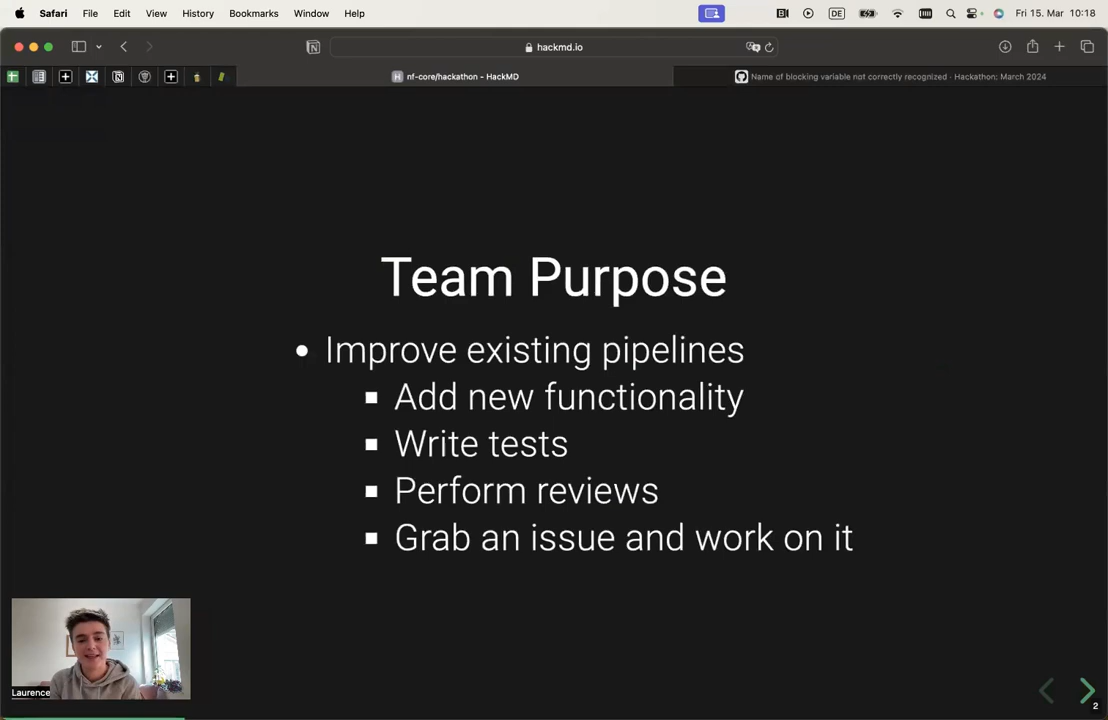 Safari File Edit View History Bookmarks Window Help DE Fri 15. Mar 10:18
hackmd.io
nf-core/hackathon – HackMD
Name of blocking variable not correctly recognized · Hackathon: March 2024
Team Purpose
Improve existing pipelines
Add new functionality
Write tests
Perform reviews
Grab an issue and work on it
Laurence
2